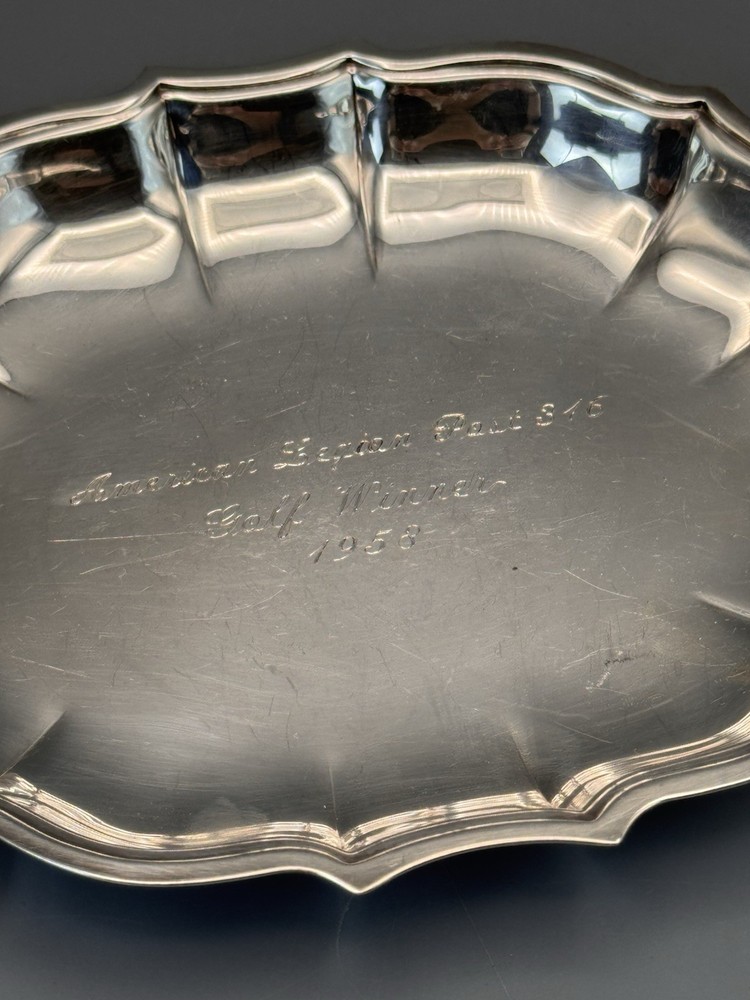 American Legion Post 316
Golf Winner
1958